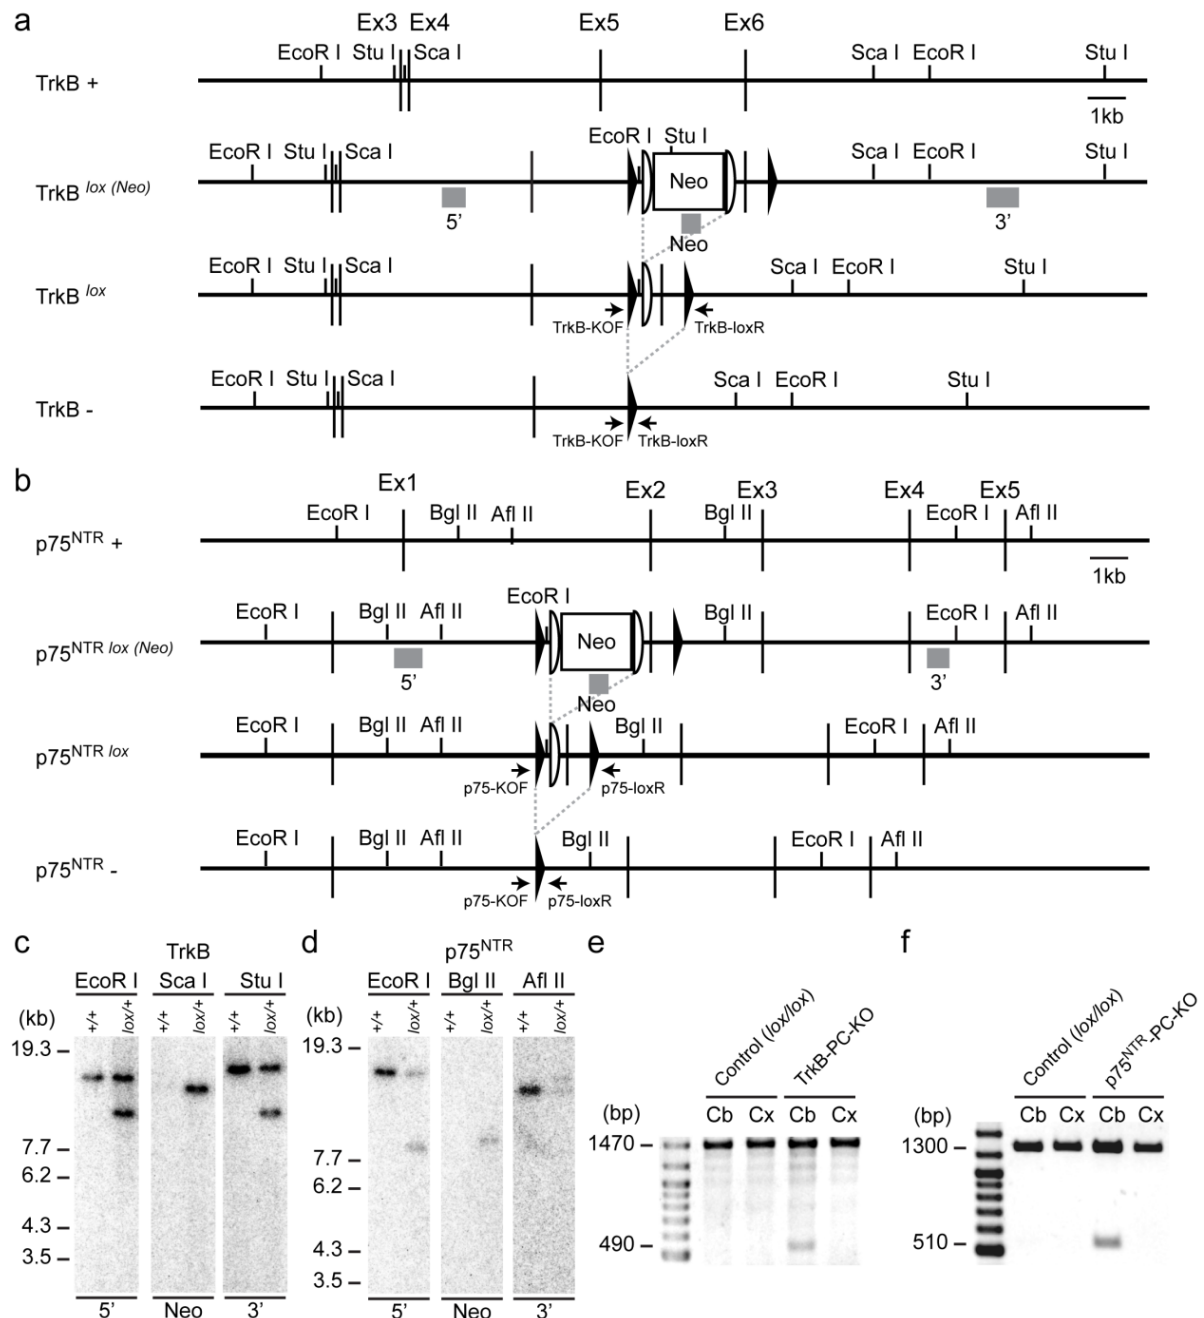 a
Ex3 Ex4 Ex5 Ex6
EcoR I Stu I Sca I Sca I EcoR I Stu I
TrkB +
1kb
EcoR I Stu I
EcoR I Stu I Sca I Sca I EcoR I Stu I
TrkB lox (Neo)
Neo
5’ 3’
Neo
EcoR I Stu I Sca I Sca I EcoR I Stu I
TrkB lox
TrkB-KOF TrkB-loxR
EcoR I Stu I Sca I Sca I EcoR I Stu I
TrkB -
TrkB-KOF TrkB-loxR
b
Ex1 Ex2 Ex3 Ex4 Ex5
EcoR I Bgl II Afl II Bgl II EcoR I Afl II
p75NTR +
1kb
EcoR I
EcoR I Bgl II Afl II Bgl II EcoR I Afl II
p75NTR lox (Neo)
Neo
5’ 3’
Neo
EcoR I Bgl II Afl II Bgl II EcoR I Afl II
p75NTR lox
p75-KOF p75-loxR
EcoR I Bgl II Afl II Bgl II EcoR I Afl II
p75NTR -
p75-KOF p75-loxR
c
TrkB
EcoR I Sca I Stu I
(kb) +/+ lox/+ +/+ lox/+ +/+ lox/+
19.3
7.7
6.2
4.3
3.5
5’ Neo 3’
d
p75NTR
EcoR I Bgl II Afl II
(kb) +/+ lox/+ +/+ lox/+ +/+ lox/+
19.3
7.7
6.2
4.3
3.5
5’ Neo 3’
e
Control (lox/lox) TrkB-PC-KO
(bp) Cb Cx Cb Cx
1470
490
f
Control (lox/lox) p75NTR-PC-KO
(bp) Cb Cx Cb Cx
1300
510